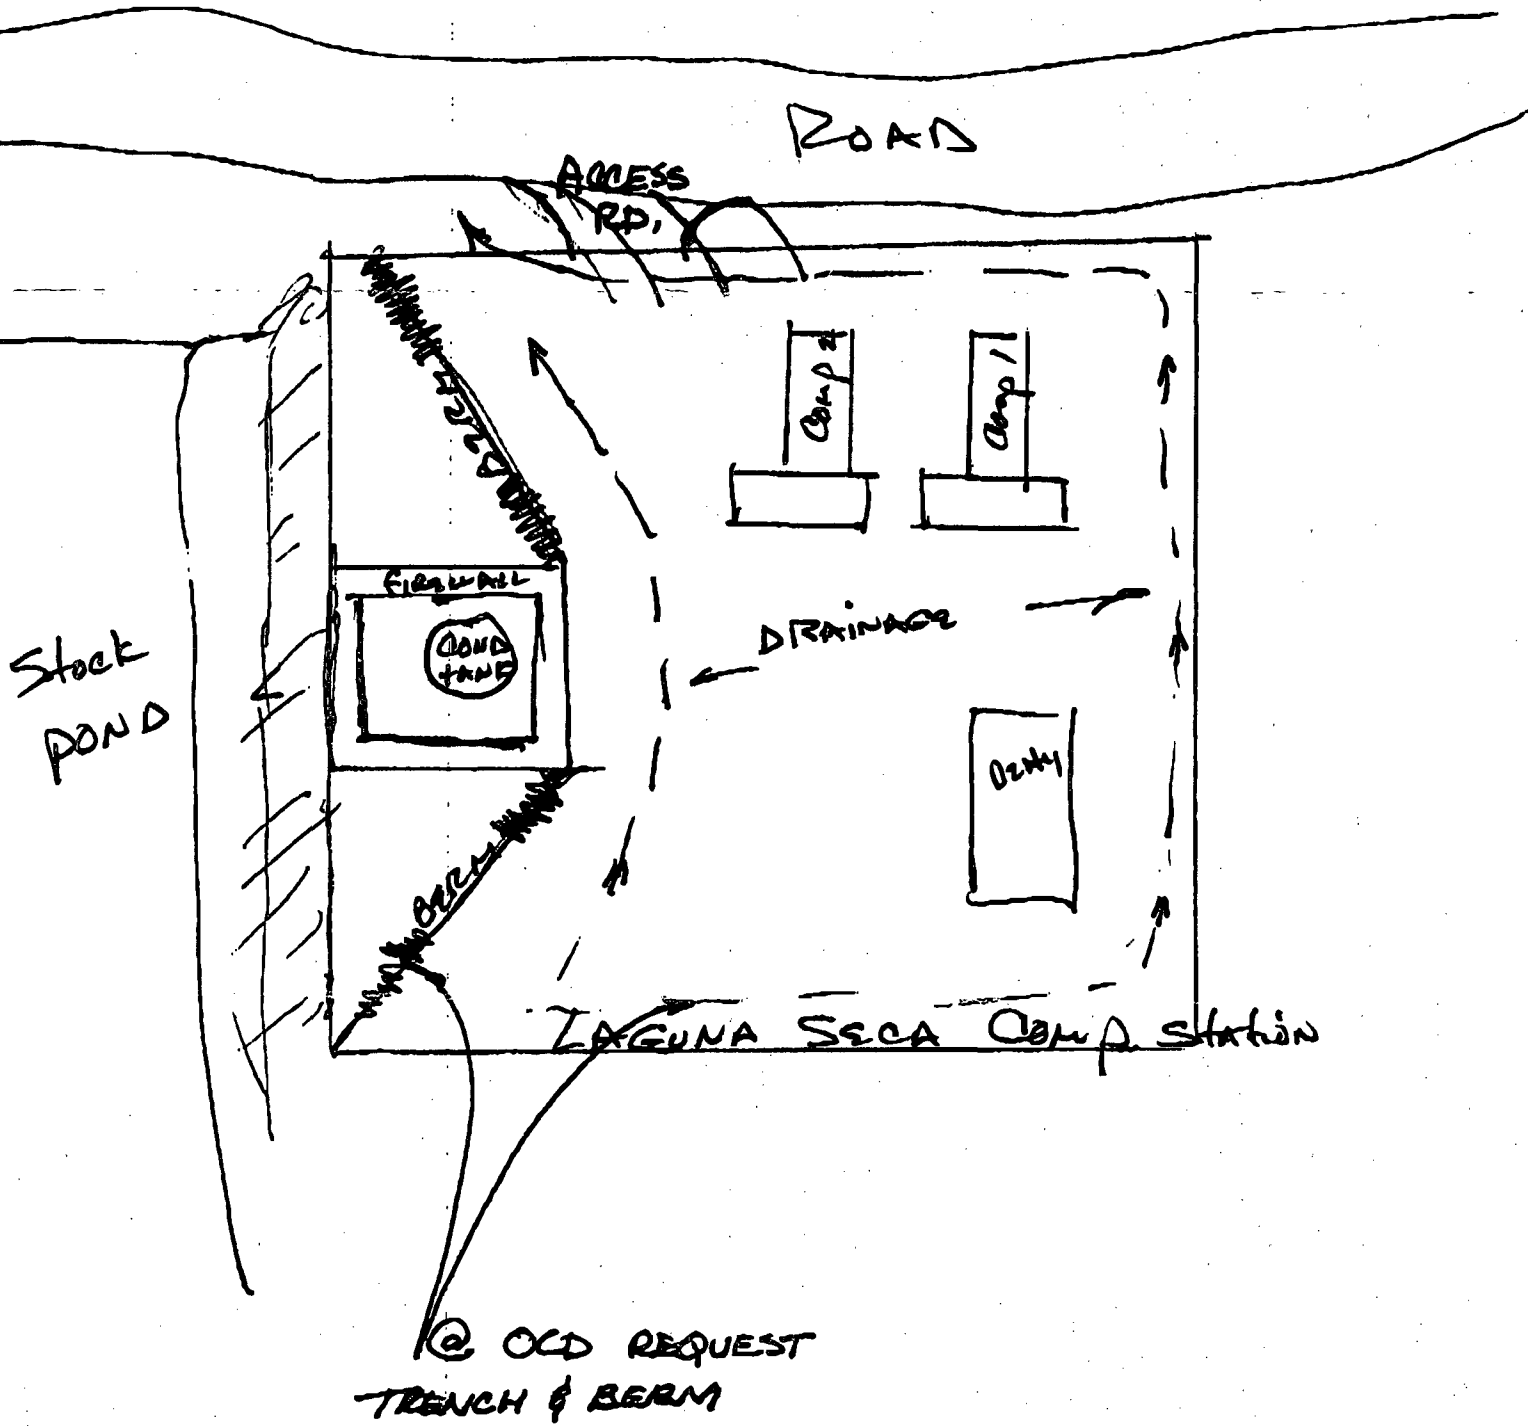 ROAD
ACCESS
RD.
Comp 2
Comp 1
BERM
FIREWALL
COND
TANK
DRAINAGE
Stock
POND
DEHY
BERM
LAGUNA SECA COMP. Station
@ OCD REQUEST
TRENCH & BERM